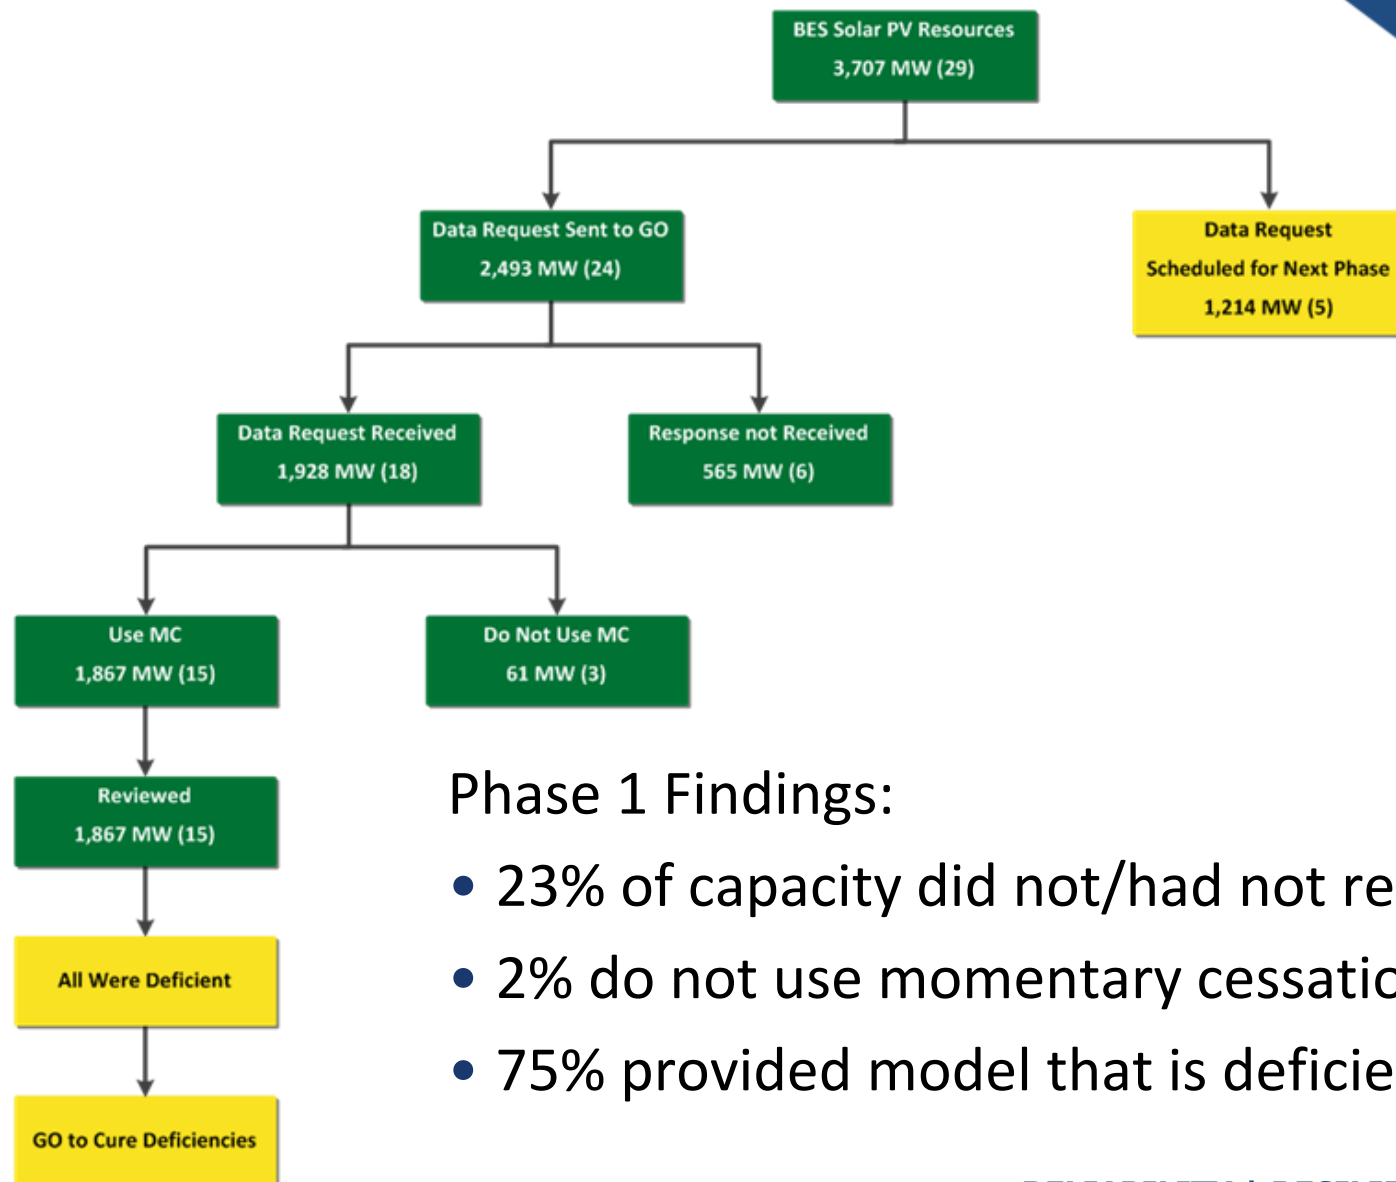 BES Solar PV Resources
3,707 MW (29)
Data Request Sent to GO
2,493 MW (24)
Data Request
Scheduled for Next Phase
1,214 MW (5)
Data Request Received
1,928 MW (18)
Response not Received
565 MW (6)
Use MC
1,867 MW (15)
Do Not Use MC
61 MW (3)
Reviewed
1,867 MW (15)
All Were Deficient
GO to Cure Deficiencies
Phase 1 Findings:
• 23% of capacity did not/had not re
• 2% do not use momentary cessatio
• 75% provided model that is deficie